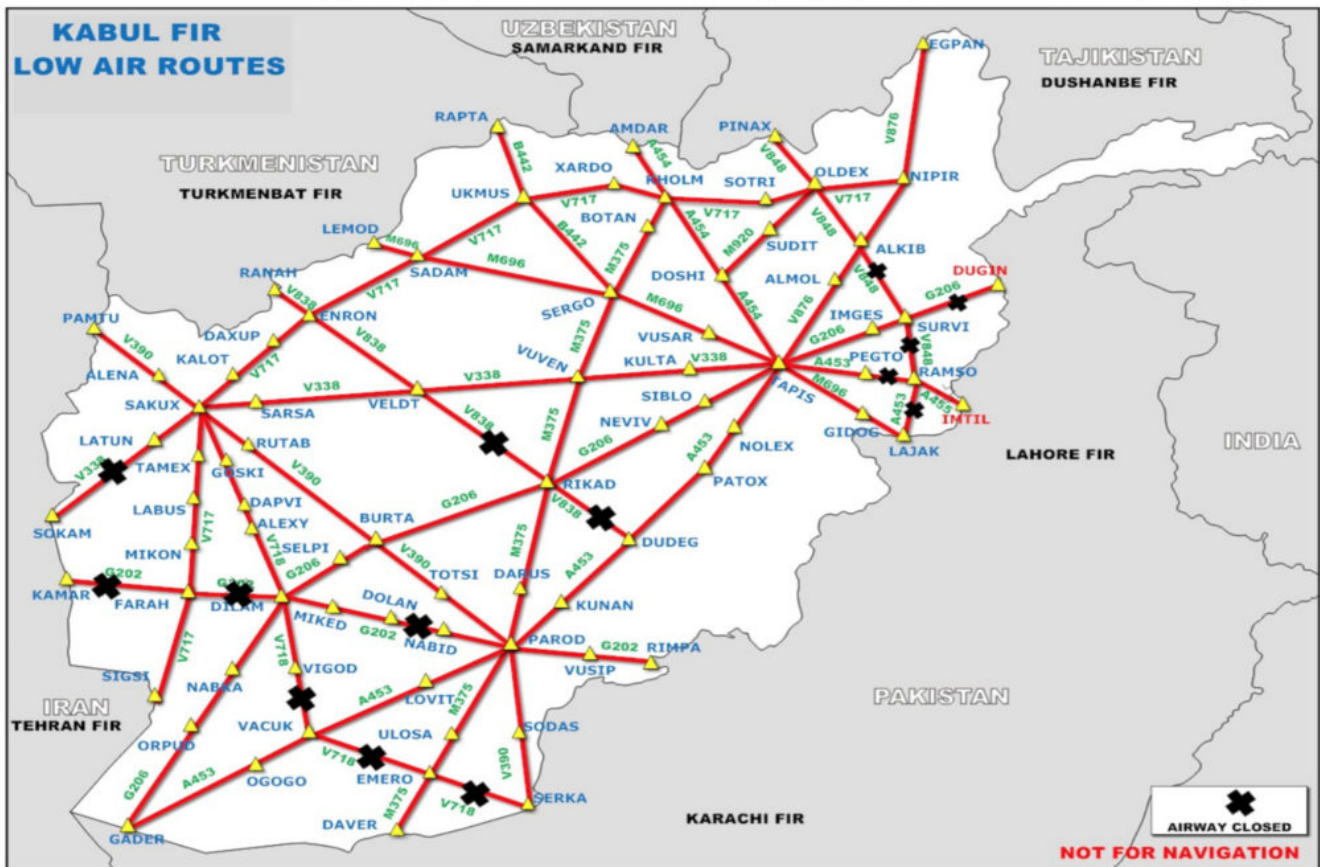 KABUL FIR
LOW AIR ROUTES
UZBEKISTAN
SAMARKAND FIR
EGPAN
TAJIKISTAN
DUSHANBE FIR
RAPTA
AMDAR
PINAX
V876
TURKMENISTAN
TURKMENBAT FIR
B442
XARDO
A454
V848
RHOLM
SOTRI
OLDEX
NIPIR
UKMUS
V717
BOTAN
V717
V717
LEMOD
M696
V717
B442
M375
A454
M920
SUDIT
V848
ALKIB
SADAM
M696
DOSHI
ALMOL
V848
DUGIN
RANAH
V838
V717
SERGO
M696
A454
V876
IMGES
G206
SURVI
PAMTU
DAXUP
ENRON
V838
M375
VUSAR
G206
V390
KALOT
V717
VUVEN
KULTA
V338
A453
PEGTO
V848
RAMSO
ALENA
V338
V338
TAPIS
M696
A455
SAKUX
SARSA
VELDT
SIBLO
A453
IMTIL
LATUN
RUTAB
V838
M375
NEVIV
NOLEX
GIDOG
LAJAK
INDIA
V338
TAMEX
GUSKI
V390
G206
A453
LAHORE FIR
LABUS
DAPVI
RIKAD
PATOX
SOKAM
V717
ALEXY
BURTA
G206
V838
MIKON
V718
SELPI
G206
V390
M375
DUDEG
KAMAR
G202
FARAH
G202
DILAM
TOTSI
DARUS
A453
MIKED
DOLAN
KUNAN
G202
NABID
PAROD
G202
RIMPA
V717
V718
VIGOD
VUSIP
SIGSI
NABKA
A453
LOVIT
M375
PAKISTAN
IRAN
TEHRAN FIR
ORPUD
VACUK
ULOSA
SODAS
G206
A453
OGOGO
V718
EMERO
V390
GADER
M375
V718
SERKA
DAVER
KARACHI FIR
AIRWAY CLOSED
NOT FOR NAVIGATION